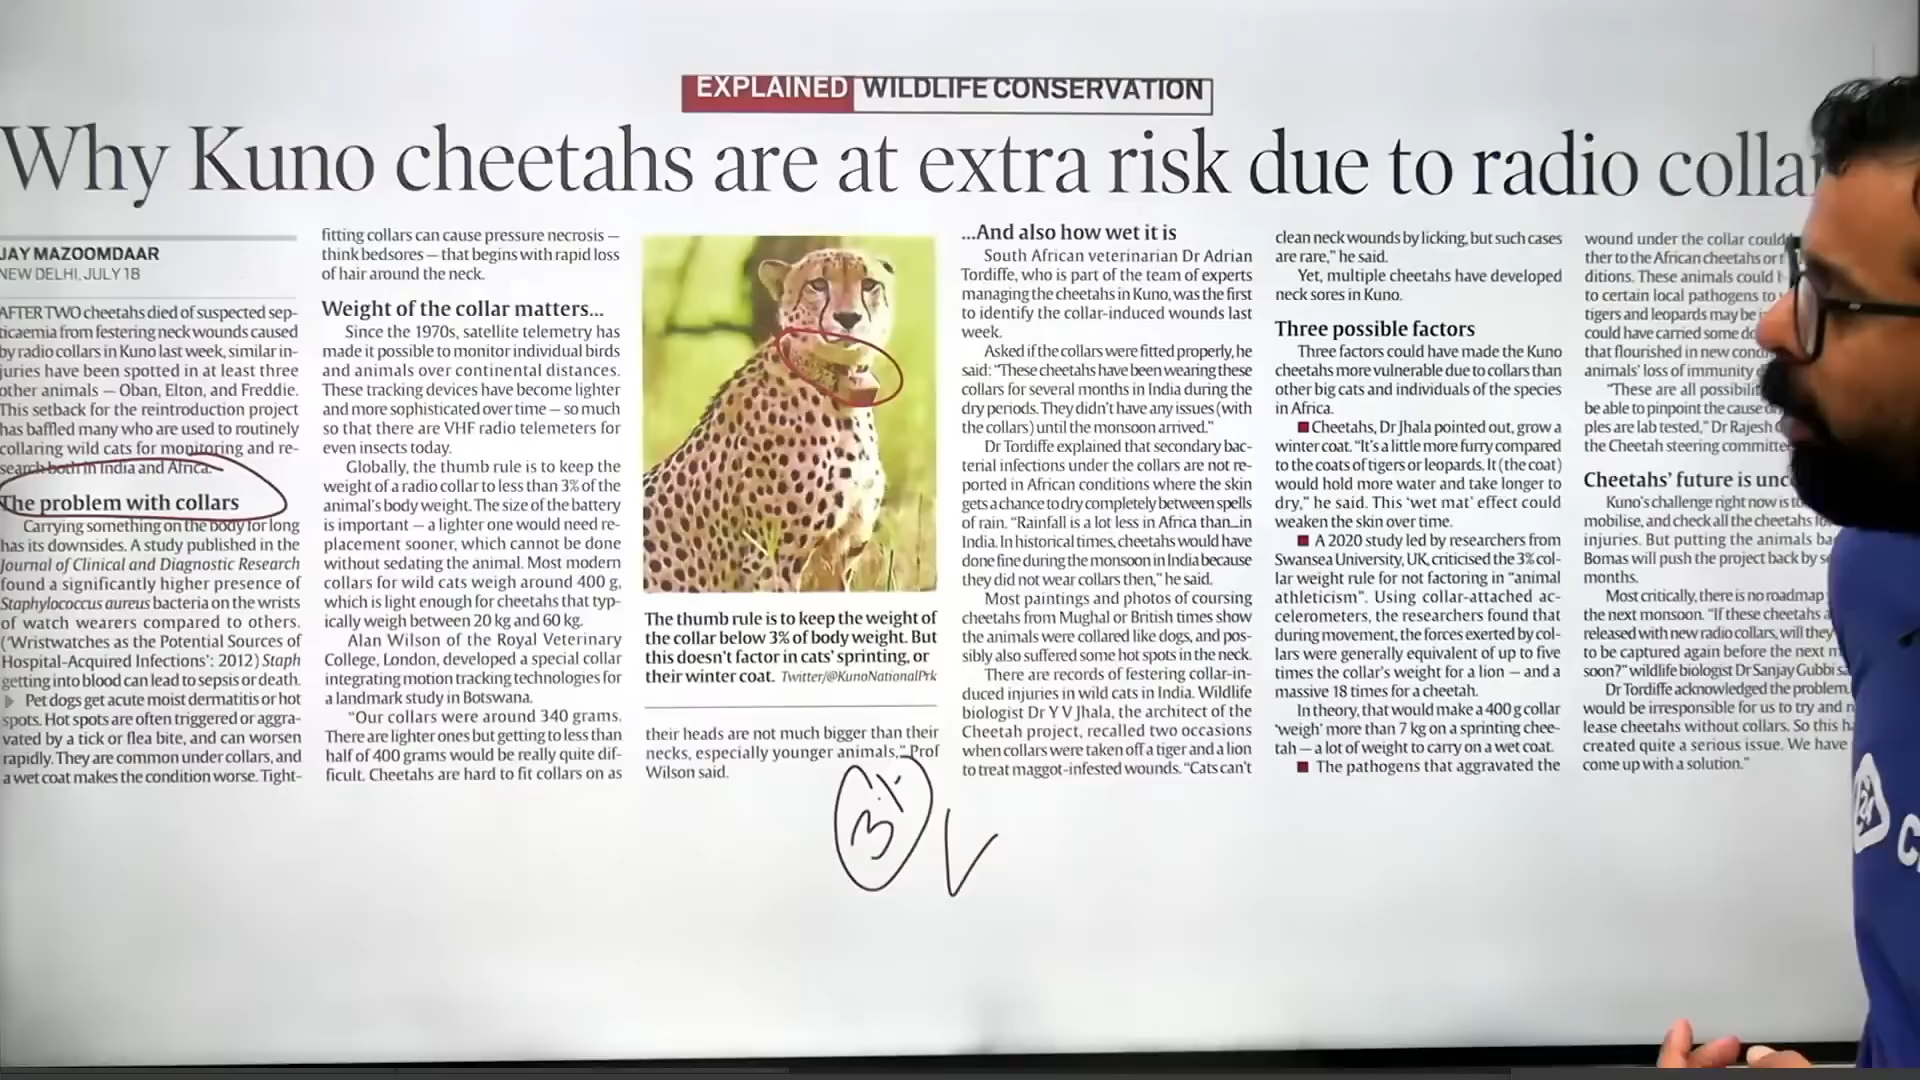 EXPLAINED WILDLIFE CONSERVATION
Why Kuno cheetahs are at extra risk due to radio
JAY MAZOOMDAAR
NEW DELHI, JULY 18
AFTER TWO cheetahs died of suspected sep-
ticaemia from festering neck wounds caused
by radio collars in Kuno last week, similar in-
juries have been spotted in at least three
other animals — Oban, Elton, and Freddie.
This setback for the reintroduction project
has baffled many who are used to routinely
collaring wild cats for monitoring and re-
search both in India and Africa.
The problem with collars
Carrying something on the body for long
has its downsides. A study published in the
Journal of Clinical and Diagnostic Research
found a significantly higher presence of
Staphylococcus aureus bacteria on the wrists
of watch wearers compared to others.
('Wristwatches as the Potential Sources of
Hospital-Acquired Infections': 2012) Staph
getting into blood can lead to sepsis or death.
Pet dogs get acute moist dermatitis or hot
spots. Hot spots are often triggered or aggra-
vated by a tick or flea bite, and can worsen
rapidly. They are common under collars, and
a wet coat makes the condition worse. Tight-
fitting collars can cause pressure necrosis —
think bedsores — that begins with rapid loss
of hair around the neck.
Weight of the collar matters...
Since the 1970s, satellite telemetry has
made it possible to monitor individual birds
and animals over continental distances.
These tracking devices have become lighter
and more sophisticated over time — so much
so that there are VHF radio telemeters for
even insects today.
Globally, the thumb rule is to keep the
weight of a radio collar to less than 3% of the
animal's body weight. The size of the battery
is important — a lighter one would need re-
placement sooner, which cannot be done
without sedating the animal. Most modern
collars for wild cats weigh around 400 g,
which is light enough for cheetahs that typ-
ically weigh between 20 kg and 60 kg.
Alan Wilson of the Royal Veterinary
College, London, developed a special collar
integrating motion tracking technologies for
a landmark study in Botswana.
"Our collars were around 340 grams.
There are lighter ones but getting to less than
half of 400 grams would be really quite dif-
ficult. Cheetahs are hard to fit collars on as
The thumb rule is to keep the weight of
the collar below 3% of body weight. But
this doesn't factor in cats' sprinting, or
their winter coat. Twitter/@KunoNationalPrk
their heads are not much bigger than their
necks, especially younger animals," Prof
Wilson said.
3%
...And also how wet it is
South African veterinarian Dr Adrian
Tordiffe, who is part of the team of experts
managing the cheetahs in Kuno, was the first
to identify the collar-induced wounds last
week.
Asked if the collars were fitted properly, he
said: "These cheetahs have been wearing these
collars for several months in India during the
dry periods. They didn't have any issues (with
the collars) until the monsoon arrived."
Dr Tordiffe explained that secondary bac-
terial infections under the collars are not re-
ported in African conditions where the skin
gets a chance to dry completely between spells
of rain. "Rainfall is a lot less in Africa than in
India. In historical times, cheetahs would have
done fine during the monsoon in India because
they did not wear collars then," he said.
Most paintings and photos of coursing
cheetahs from Mughal or British times show
the animals were collared like dogs, and pos-
sibly also suffered some hot spots in the neck.
There are records of festering collar-in-
duced injuries in wild cats in India. Wildlife
biologist Dr Y V Jhala, the architect of the
Cheetah project, recalled two occasions
when collars were taken off a tiger and a lion
to treat maggot-infested wounds. "Cats can't
clean neck wounds by licking, but such cases
are rare," he said.
Yet, multiple cheetahs have developed
neck sores in Kuno.
Three possible factors
Three factors could have made the Kuno
cheetahs more vulnerable due to collars than
other big cats and individuals of the species
in Africa.
Cheetahs, Dr Jhala pointed out, grow a
winter coat. "It's a little more furry compared
to the coats of tigers or leopards. It (the coat)
would hold more water and take longer to
dry," he said. This 'wet mat' effect could
weaken the skin over time.
A 2020 study led by researchers from
Swansea University, UK, criticised the 3% col-
lar weight rule for not factoring in "animal
athleticism". Using collar-attached ac-
celerometers, the researchers found that
during movement, the forces exerted by col-
lars were generally equivalent of up to five
times the collar's weight for a lion — and a
massive 18 times for a cheetah.
In theory, that would make a 400 g collar
'weigh' more than 7 kg on a sprinting chee-
tah — a lot of weight to carry on a wet coat.
The pathogens that aggravated the
wound under the collar could
ther to the African cheetahs or
ditions. These animals could
to certain local pathogens to
tigers and leopards may be
could have carried some
that flourished in new
animals' loss of immunity
"These are all
be able to pinpoint the cause
ples are lab tested," Dr Rajesh
the Cheetah steering
Cheetahs' future is
Kuno's challenge right now is
mobilise, and check all the cheetahs
injuries. But putting the animals
Bomas will push the project back by
months.
Most critically, there is no roadmap
the next monsoon. "If these cheetahs
released with new radio collars, will they
to be captured again before the next
soon?" wildlife biologist Dr Sanjay Gubbi
Dr Tordiffe acknowledged the problem.
would be irresponsible for us to try and
lease cheetahs without collars. So this
created quite a serious issue. We have
come up with a solution."